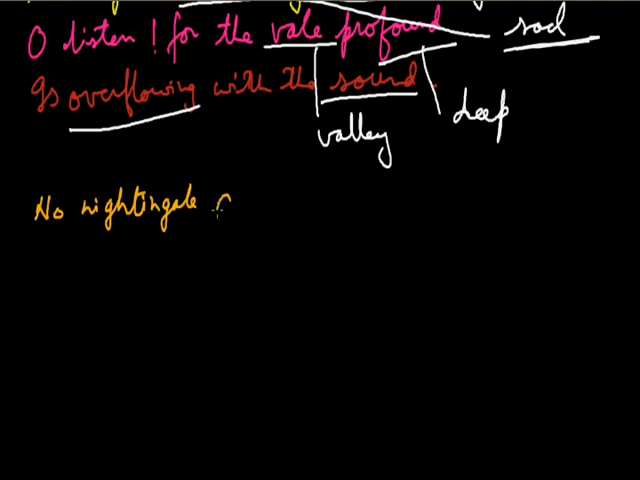 O listen ! for the vale profound sad
Is overflowing with the sound.
valley deep
No nightingale